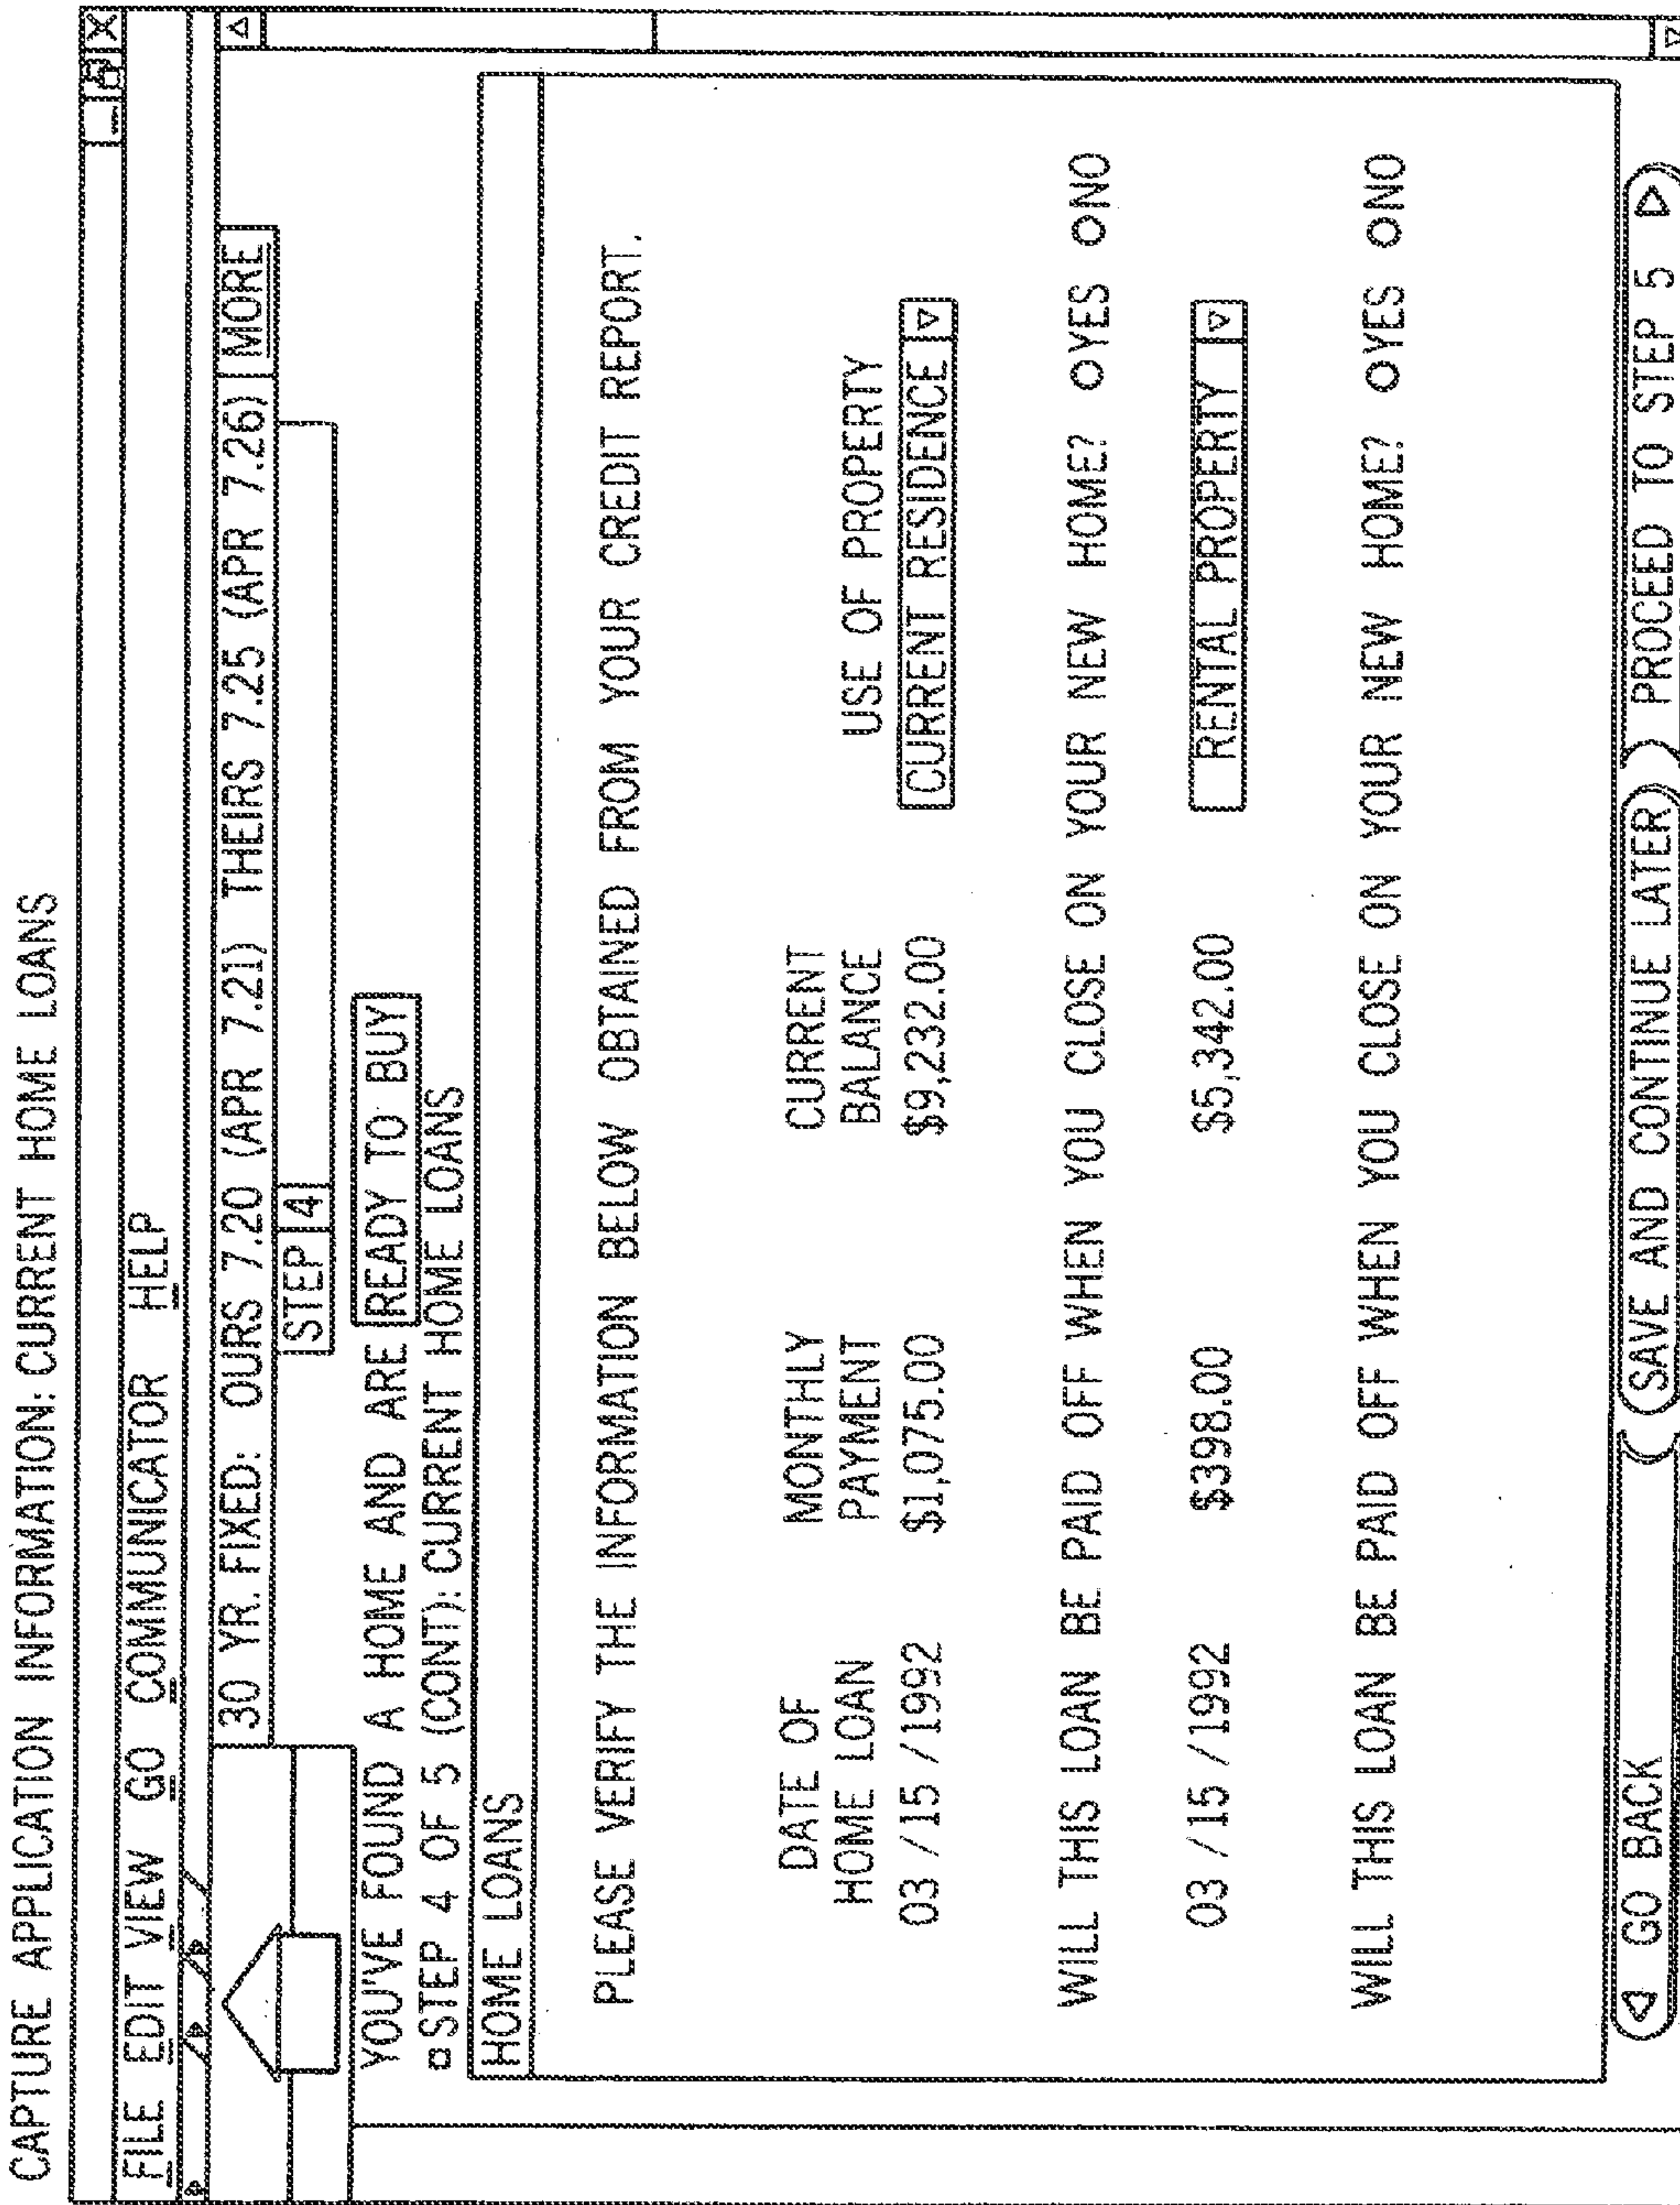 CAPTURE APPLICATION INFORMATION: CURRENT HOME LOANS
FILE EDIT VIEW GO COMMUNICATOR HELP
30 YR. FIXED: OURS 7.20 (APR 7.21) THEIRS 7.25 (APR 7.26) MORE
STEP 4
YOU'VE FOUND A HOME AND ARE READY TO BUY
STEP 4 OF 5 (CONT): CURRENT HOME LOANS
HOME LOANS
PLEASE VERIFY THE INFORMATION BELOW OBTAINED FROM YOUR CREDIT REPORT.
DATE OF MONTHLY CURRENT
HOME LOAN PAYMENT BALANCE USE OF PROPERTY
03 / 15 / 1992 $1,075.00 $9,232.00 CURRENT RESIDENCE
WILL THIS LOAN BE PAID OFF WHEN YOU CLOSE ON YOUR NEW HOME? YES NO
03 / 15 / 1992 $398.00 $5,342.00 RENTAL PROPERTY
WILL THIS LOAN BE PAID OFF WHEN YOU CLOSE ON YOUR NEW HOME? YES NO
GO BACK SAVE AND CONTINUE LATER PROCEED TO STEP 5